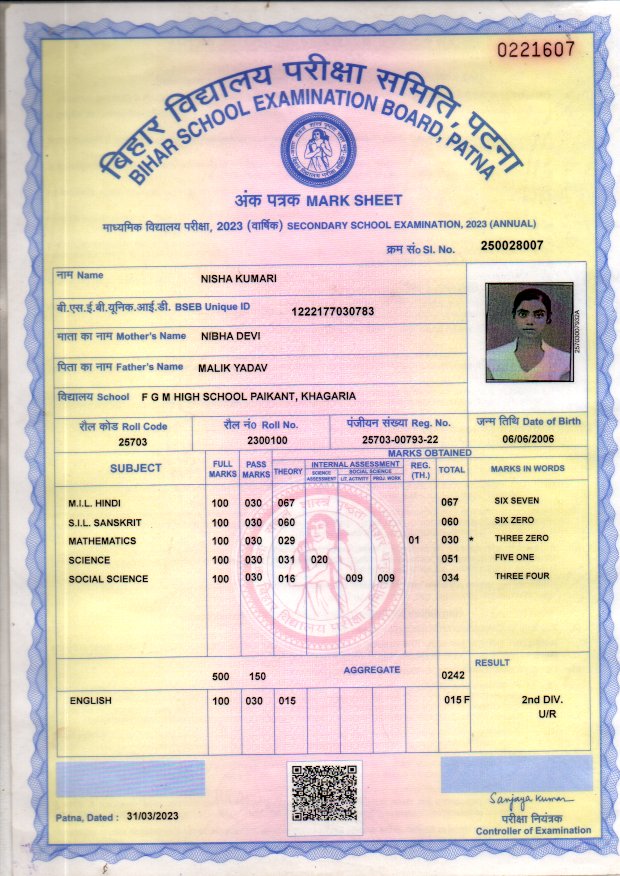 0221607
बिहार विद्यालय परीक्षा समिति, पटना
BIHAR SCHOOL EXAMINATION BOARD, PATNA
अंक पत्रक MARK SHEET
माध्यमिक विद्यालय परीक्षा, 2023 (वार्षिक) SECONDARY SCHOOL EXAMINATION, 2023 (ANNUAL)
क्रम सं० Sl. No. 250028007
नाम Name NISHA KUMARI
बी.एस.ई.बी.यूनिक.आई.डी. BSEB Unique ID 1222177030783
माता का नाम Mother's Name NIBHA DEVI
पिता का नाम Father's Name MALIK YADAV
विद्यालय School F G M HIGH SCHOOL PAIKANT, KHAGARIA
रौल कोड Roll Code रौल नं० Roll No. पंजीयन संख्या Reg. No. जन्म तिथि Date of Birth
25703 2300100 25703-00793-22 06/06/2006
MARKS OBTAINED
SUBJECT FULL MARKS PASS MARKS THEORY INTERNAL ASSESSMENT REG. (TH.) TOTAL MARKS IN WORDS
SCIENCE ASSESSMENT SOCIAL SCIENCE
LIT. ACTIVITY PROJ. WORK
M.I.L. HINDI 100 030 067 067 SIX SEVEN
S.I.L. SANSKRIT 100 030 060 060 SIX ZERO
MATHEMATICS 100 030 029 01 030 * THREE ZERO
SCIENCE 100 030 031 020 051 FIVE ONE
SOCIAL SCIENCE 100 030 016 009 009 034 THREE FOUR
500 150 AGGREGATE 0242 RESULT
ENGLISH 100 030 015 015 F 2nd DIV.
U/R
Patna, Dated : 31/03/2023
Sanjaya Kumar
परीक्षा नियंत्रक
Controller of Examination